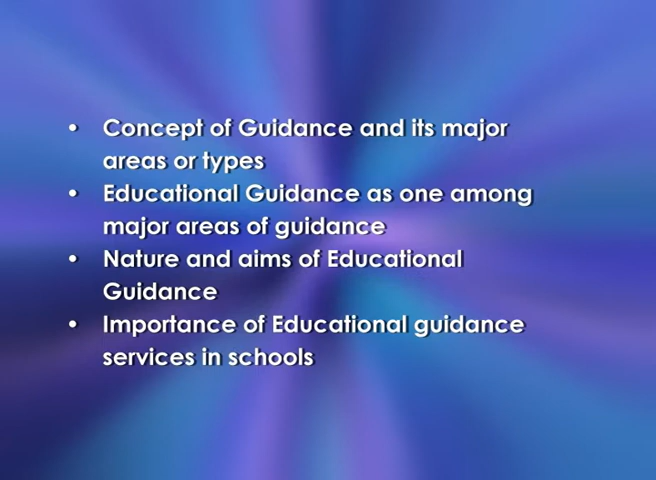 • Concept of Guidance and its major
areas or types
• Educational Guidance as one among
major areas of guidance
• Nature and aims of Educational
Guidance
• Importance of Educational guidance
services in schools